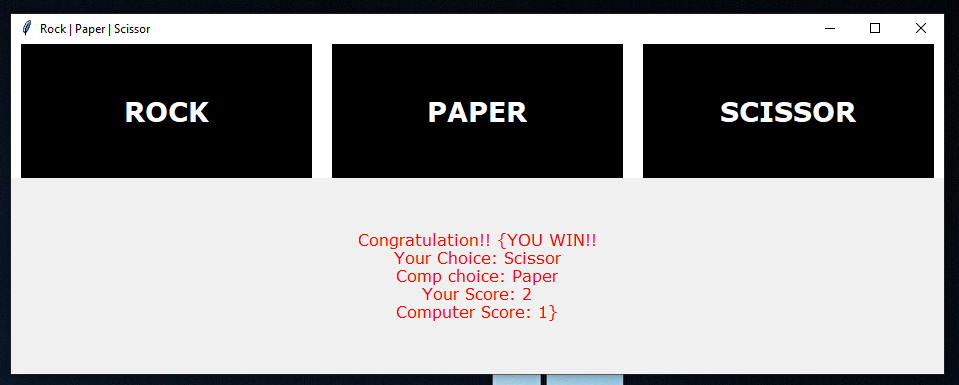 Rock | Paper | Scissor
ROCK
PAPER
SCISSOR
Congratulation!! {YOU WIN!!
Your Choice: Scissor
Comp choice: Paper
Your Score: 2
Computer Score: 1}